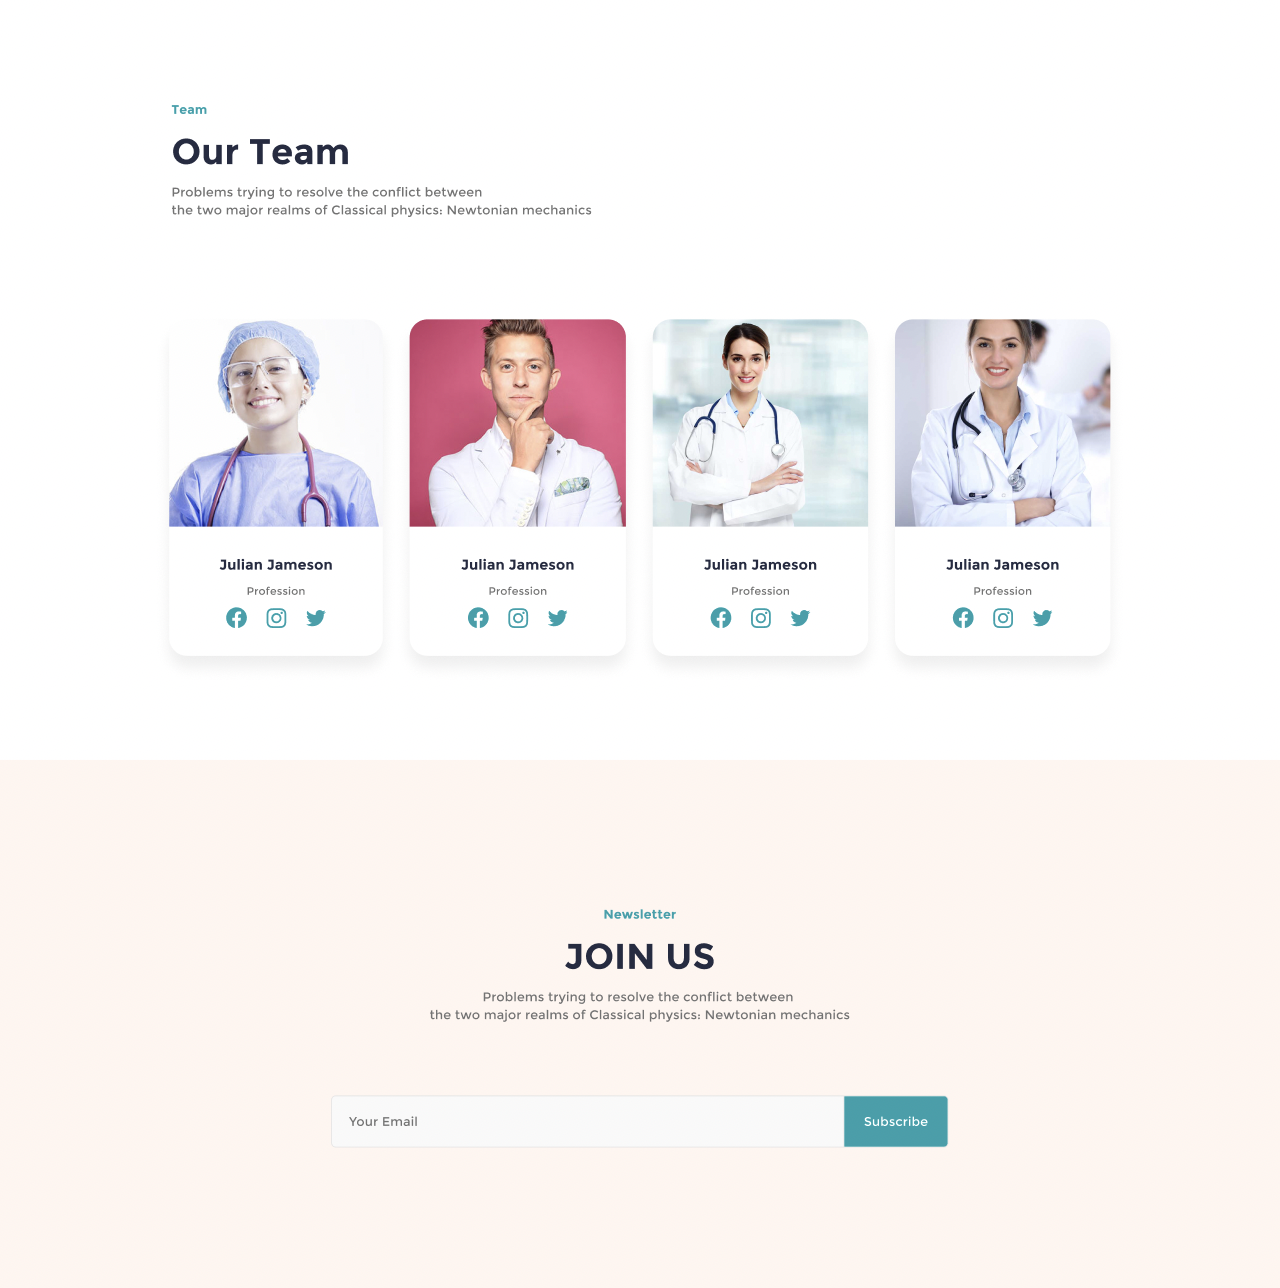 Team
Our Team
Problems trying to resolve the conflict between
the two major realms of Classical physics: Newtonian mechanics
Julian Jameson
Profession
Julian Jameson
Profession
Julian Jameson
Profession
Julian Jameson
Profession
Newsletter
JOIN US
Problems trying to resolve the conflict between
the two major realms of Classical physics: Newtonian mechanics
Your Email
Subscribe